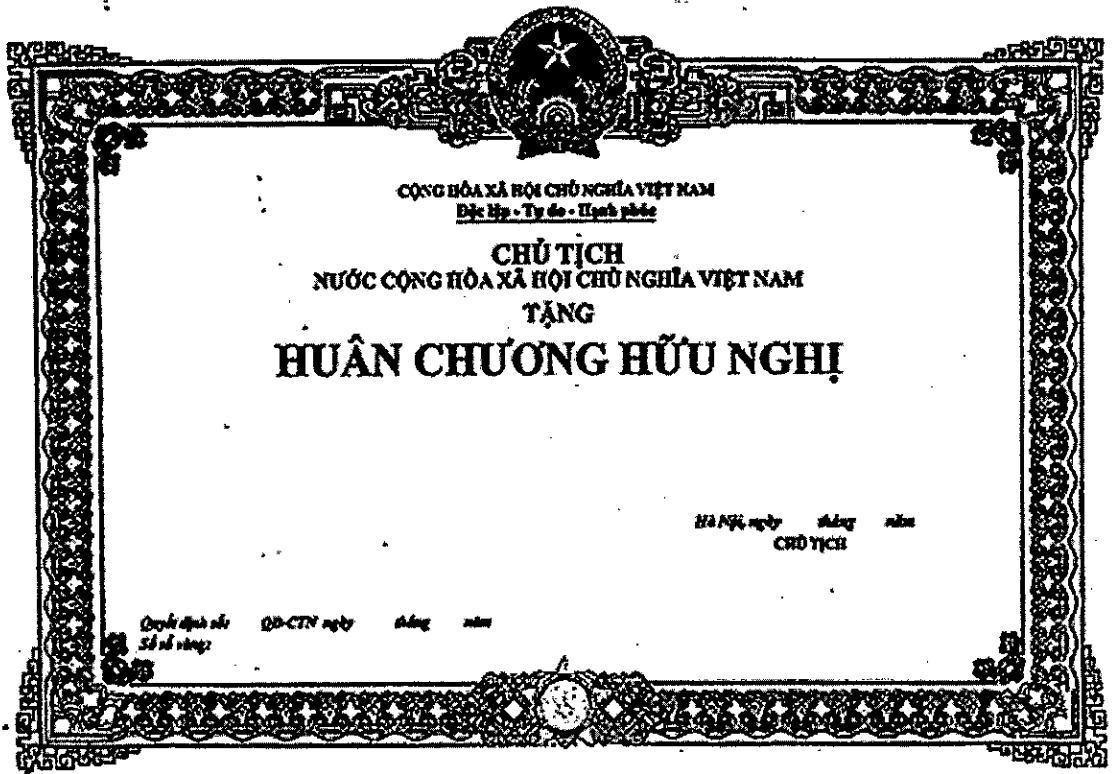 CỘNG HÒA XÃ HỘI CHỦ NGHĨA VIỆT NAM
Độc lập - Tự do - Hạnh phúc
CHỦ TỊCH
NƯỚC CỘNG HÒA XÃ HỘI CHỦ NGHĨA VIỆT NAM
TẶNG
HUÂN CHƯƠNG HỮU NGHỊ
Hà Nội, ngày tháng năm
CHỦ TỊCH
Quyết định số: QĐ-CTN ngày tháng năm
Số sổ vàng: